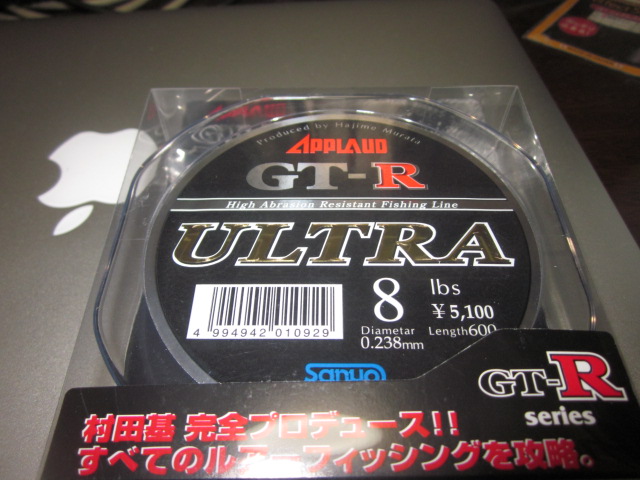 Produced by Hajime Murata
APPLAUD
GT-R
High Abrasion Resistant Fishing Line
ULTRA
8 lbs
¥5,100
Diametar
0.238mm
Length600
4 994942 010929
Sanyo
GT-R
series
村田基 完全プロデュース!!
すべてのルアーフィッシングを攻略。